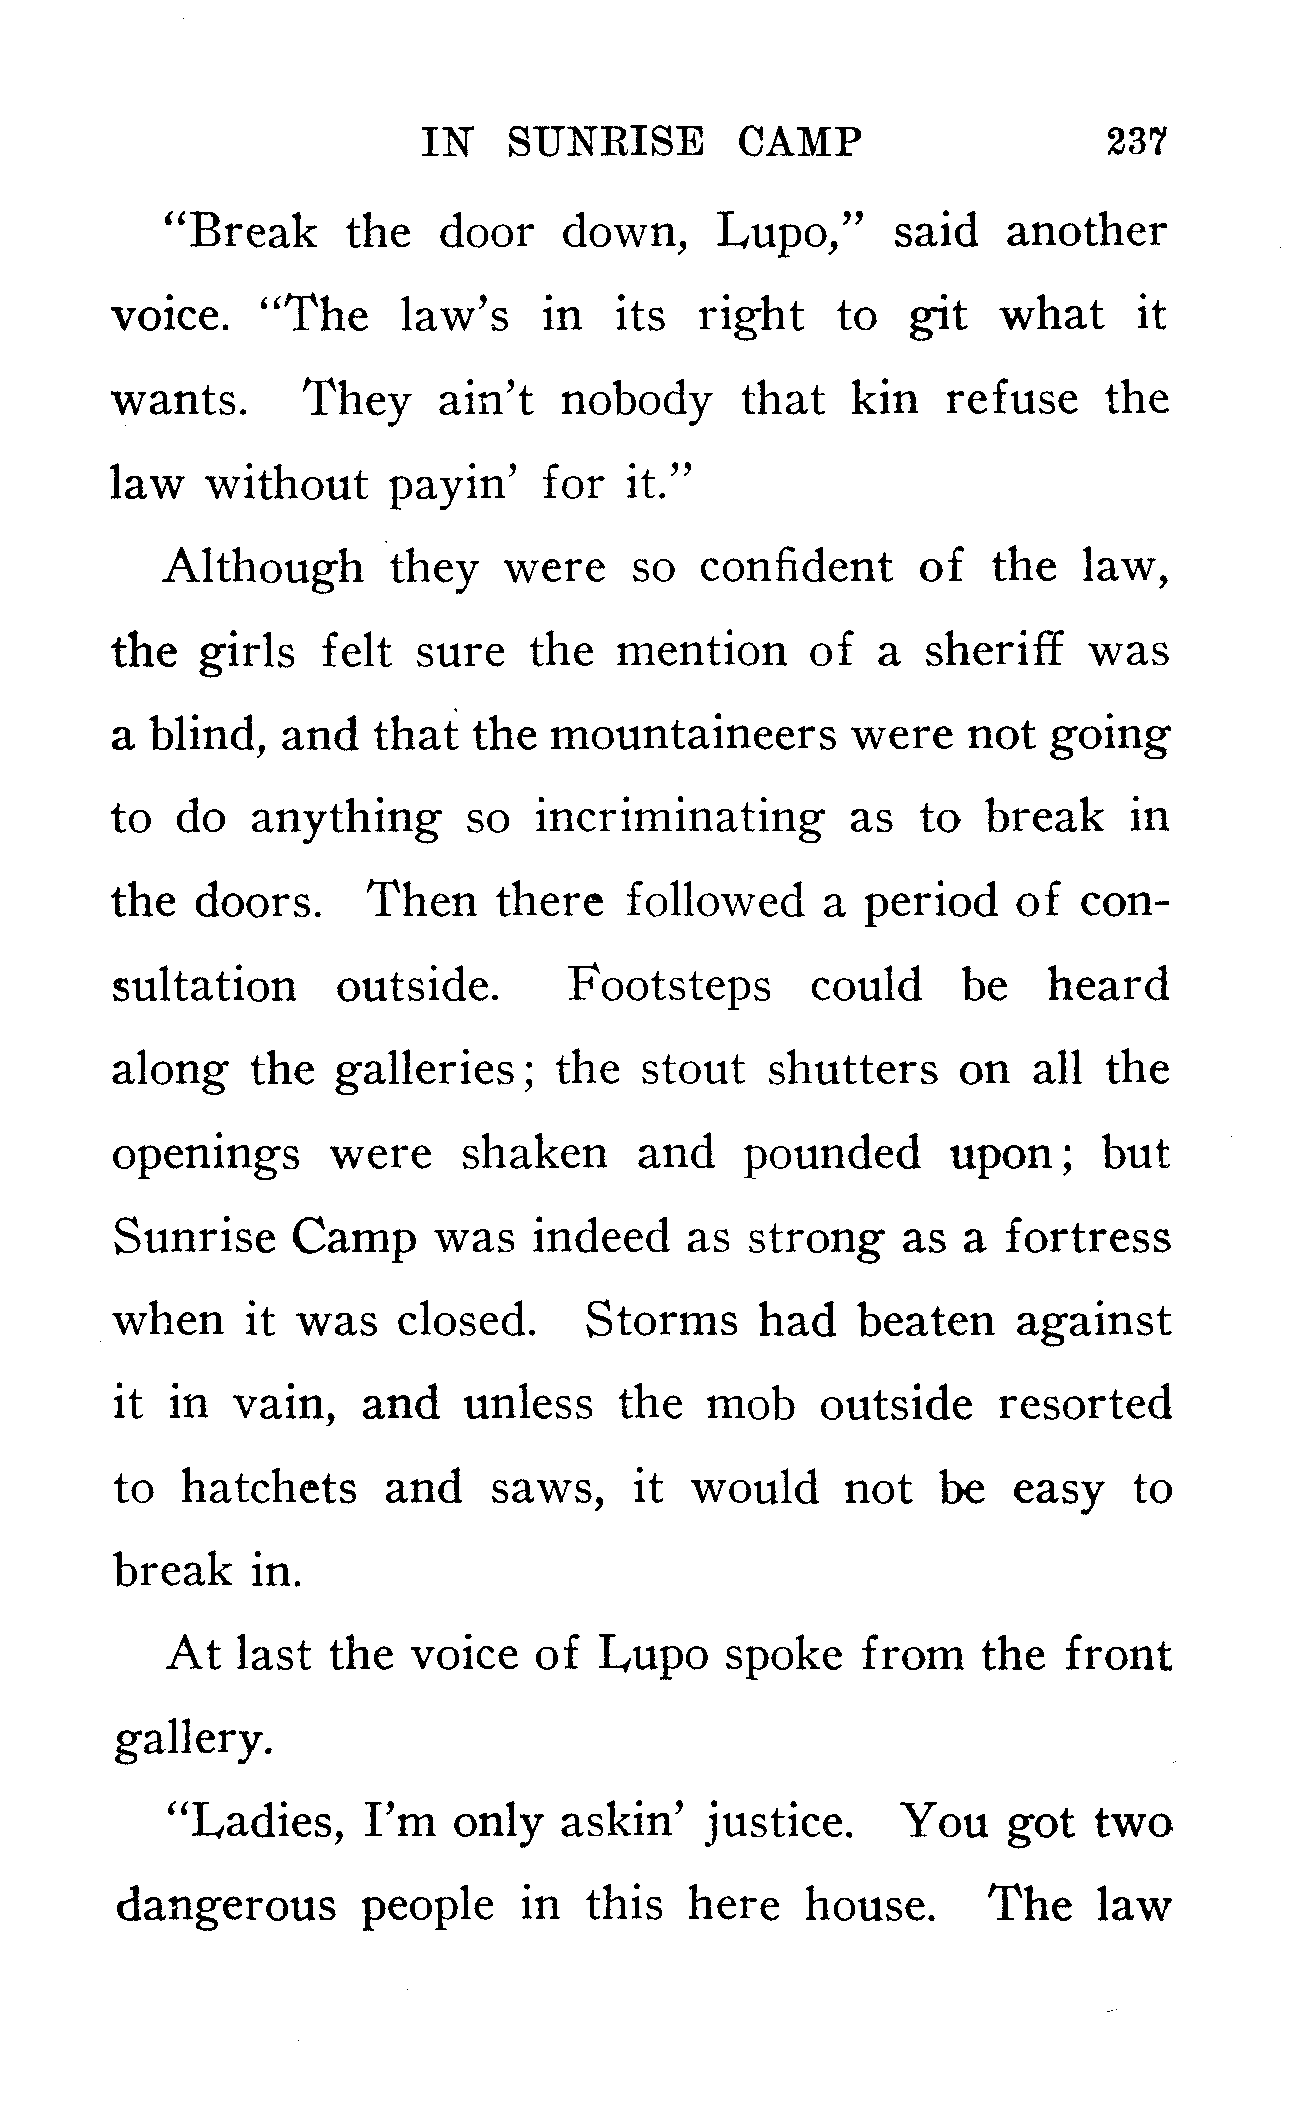 IN SUNRISE CAMP 237
“Break the door down, Lupo,” said another
voice. “The law’s in its right to git what it
wants. They ain’t nobody that kin refuse the
law without payin’ for it.”
Although they were so confident of the law,
the girls felt sure the mention of a sheriff was
a blind, and that the mountaineers were not going
to do anything so incriminating as to break in
the doors. Then there followed a period of con-
sultation outside. Footsteps could be heard
along the galleries; the stout shutters on all the
openings were shaken and pounded upon; but
Sunrise Camp was indeed as strong as a fortress
when it was closed. Storms had beaten against
it in vain, and unless the mob outside resorted
to hatchets and saws, it would not be easy to
break in.
At last the voice of Lupo spoke from the front
gallery.
“Ladies, I’m only askin’ justice. You got two
dangerous people in this here house. The law